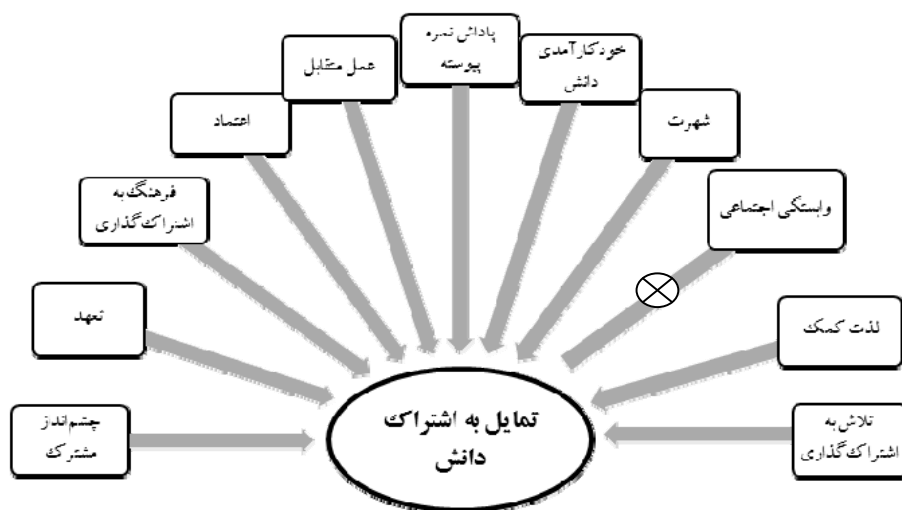 پاداش نمره
پیوسته
خودکارآمدی
دانش
عمل متقابل
شهرت
اعتماد
وابستگی اجتماعی
فرهنگ به
اشتراک‌گذاری
لذت کمک
تعهد
تلاش به
اشتراک‌گذاری
چشم‌انداز
مشترک
تمایل به اشتراک
دانش